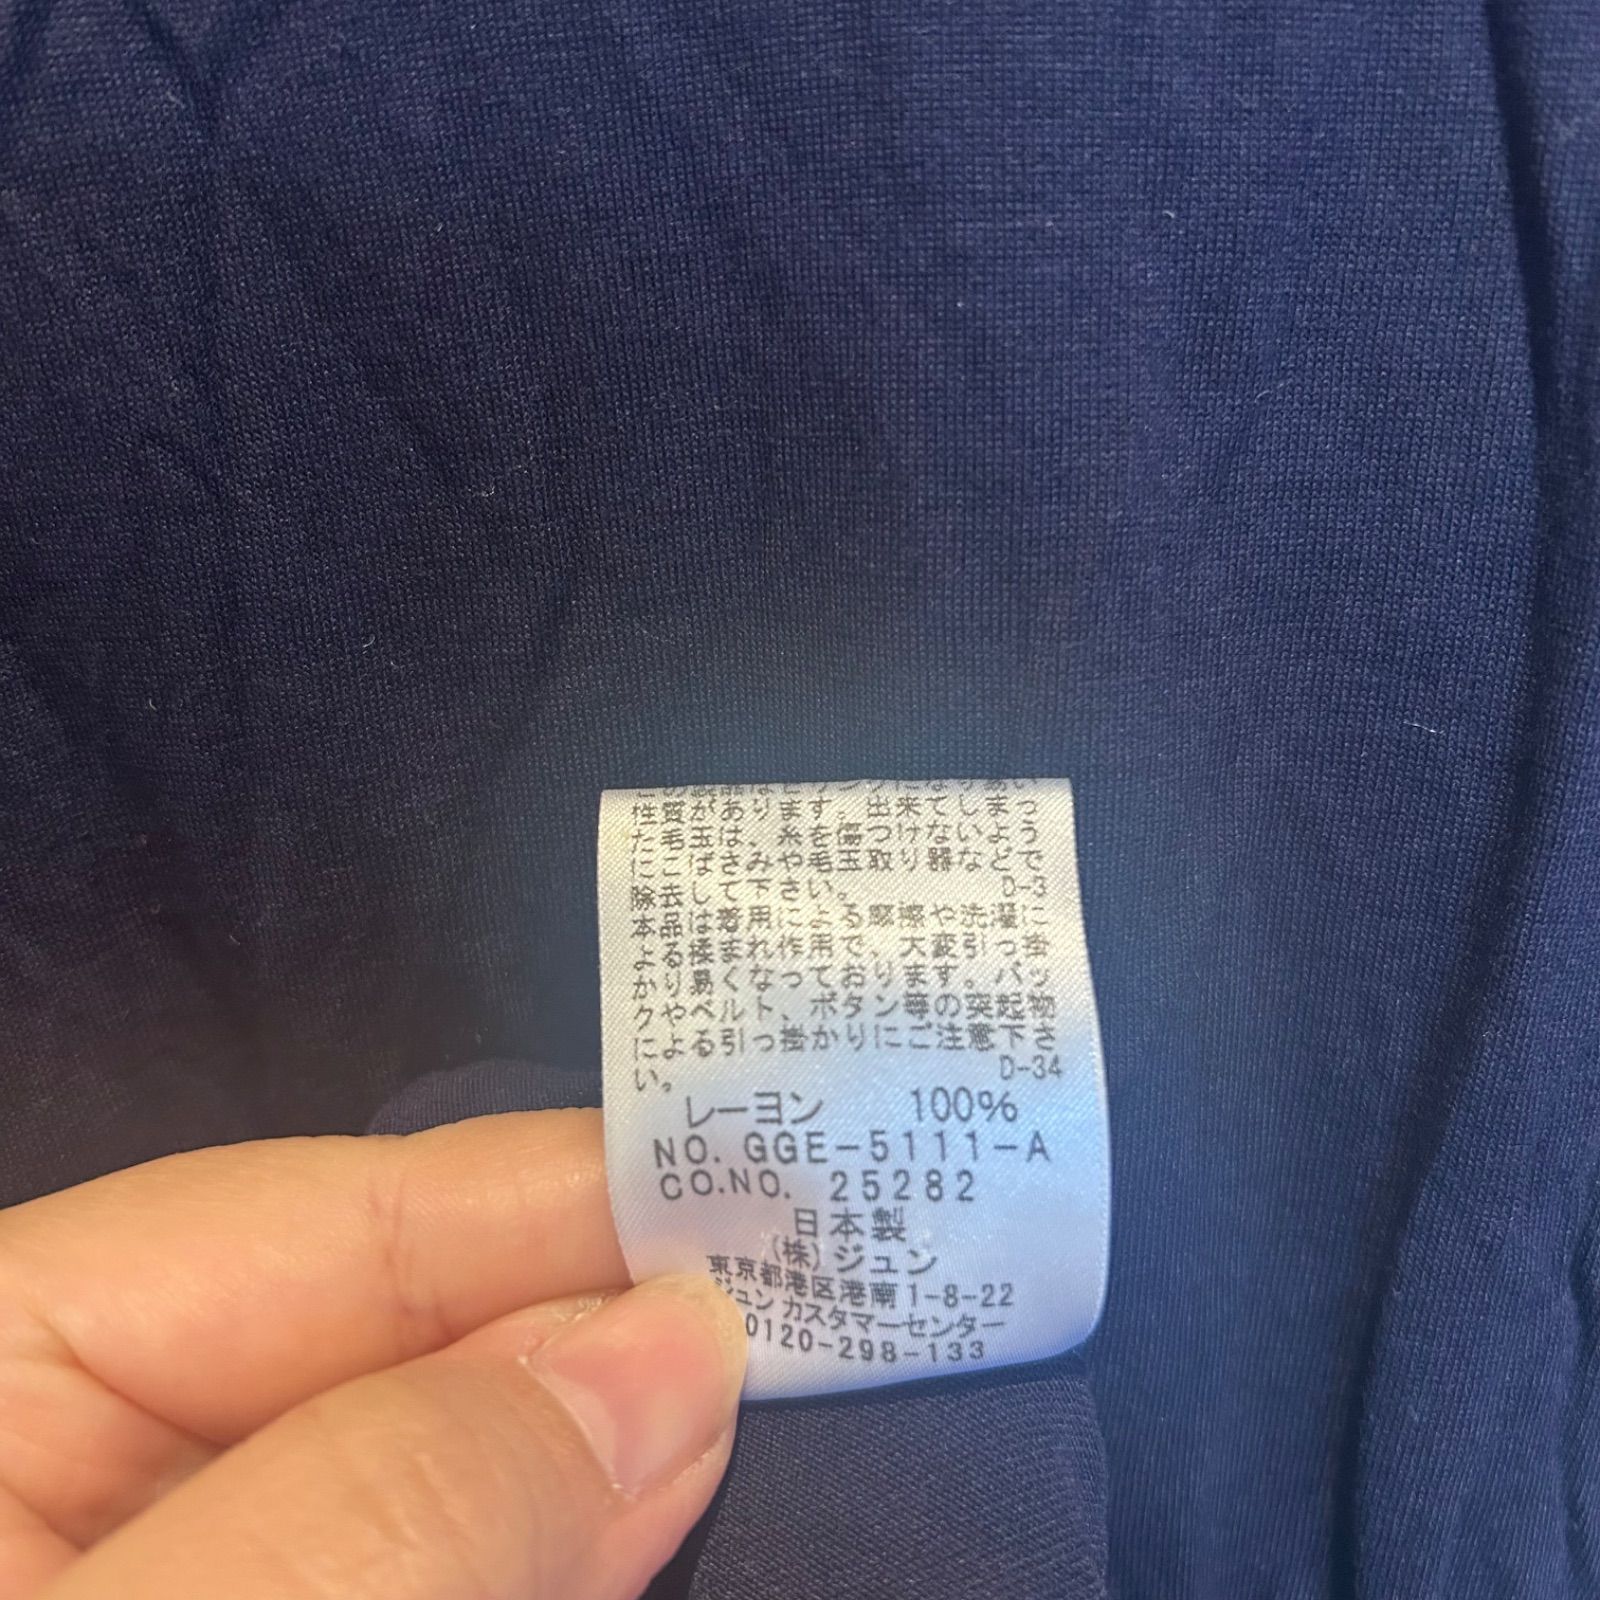 性質があります。出来てしまっ
た毛玉は、糸を傷つけないよう
にこばさみや毛玉取り器などで
除去して下さい。 D-3
本品は着用による摩擦や洗濯に
よる揉まれ作用で、大変引っ掛
かり易くなっております。バッ
クやベルト、ボタン等の突起物
による引っ掛かりにご注意下さ
い。 D-34
レーヨン 100%
NO. GGE-5111-A
CO.NO. 25282
日本製
(株)ジュン
東京都港区港南1-8-22
ジュン カスタマーセンター
0120-298-133